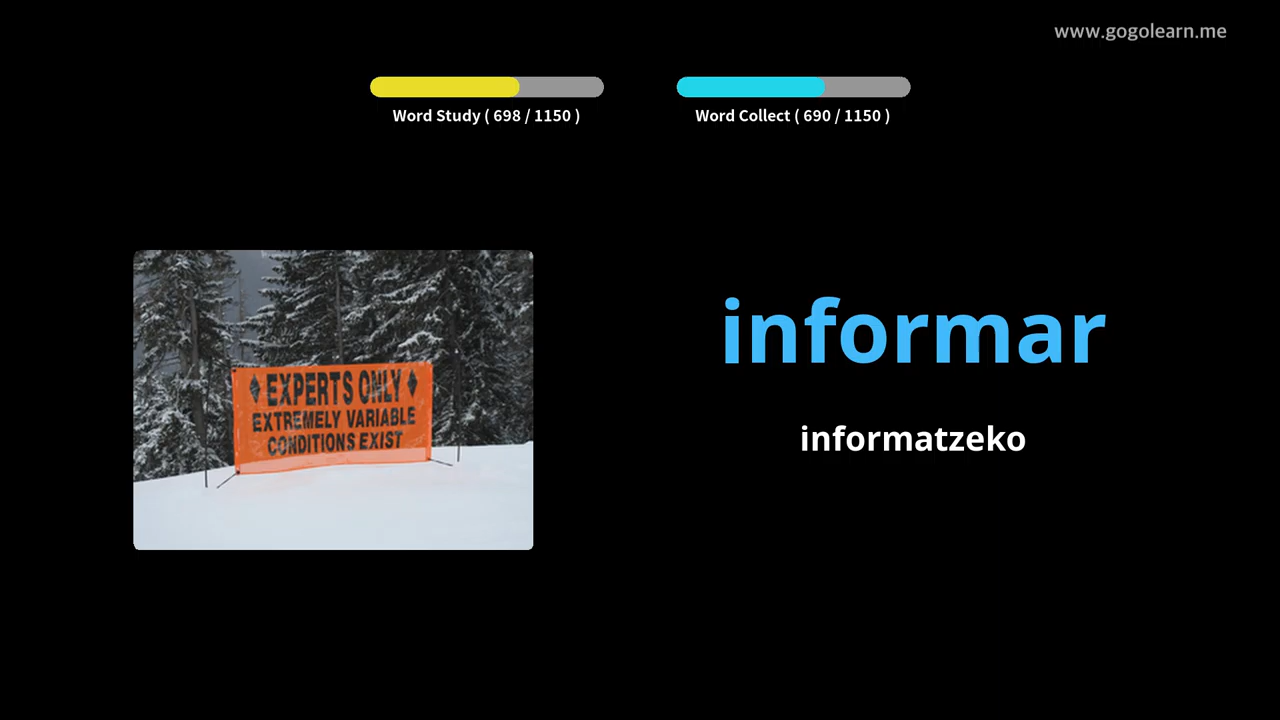 www.gogolearn.me
Word Study ( 698 / 1150 )
Word Collect ( 690 / 1150 )
EXPERTS ONLY
EXTREMELY VARIABLE
CONDITIONS EXIST
informar
informatzeko